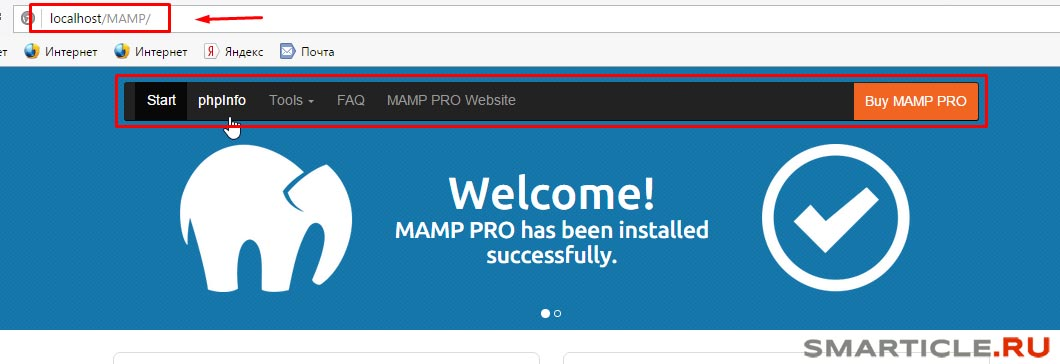 localhost/MAMP/
ет Интернет Интернет Я Яндекс Почта
Start phpInfo Tools FAQ MAMP PRO Website Buy MAMP PRO
Welcome!
MAMP PRO has been installed
successfully.
SMARTICLE.RU